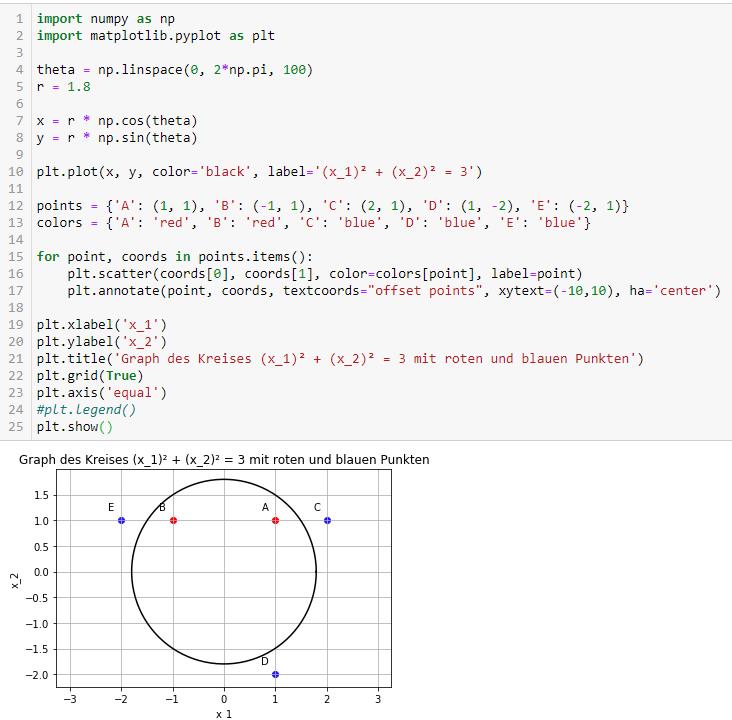 1 import numpy as np
2 import matplotlib.pyplot as plt
3
4 theta = np.linspace(0, 2*np.pi, 100)
5 r = 1.8
6
7 x = r * np.cos(theta)
8 y = r * np.sin(theta)
9
10 plt.plot(x, y, color='black', label='(x_1)² + (x_2)² = 3')
11
12 points = {'A': (1, 1), 'B': (-1, 1), 'C': (2, 1), 'D': (1, -2), 'E': (-2, 1)}
13 colors = {'A': 'red', 'B': 'red', 'C': 'blue', 'D': 'blue', 'E': 'blue'}
14
15 for point, coords in points.items():
16     plt.scatter(coords[0], coords[1], color=colors[point], label=point)
17     plt.annotate(point, coords, textcoords="offset points", xytext=(-10,10), ha='center')
18
19 plt.xlabel('x_1')
20 plt.ylabel('x_2')
21 plt.title('Graph des Kreises (x_1)² + (x_2)² = 3 mit roten und blauen Punkten')
22 plt.grid(True)
23 plt.axis('equal')
24 #plt.legend()
25 plt.show()
Graph des Kreises (x_1)² + (x_2)² = 3 mit roten und blauen Punkten
1.5
E B A C
1.0
0.5
0.0
x_2
−0.5
−1.0
−1.5
D
−2.0
−3 −2 −1 0 1 2 3
x 1